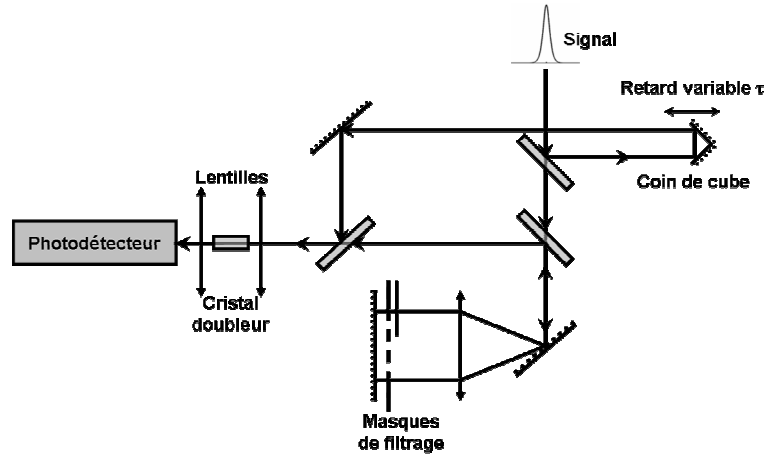 Signal
Retard variable τ
Coin de cube
Lentilles
Photodétecteur
Cristal
doubleur
Masques
de filtrage